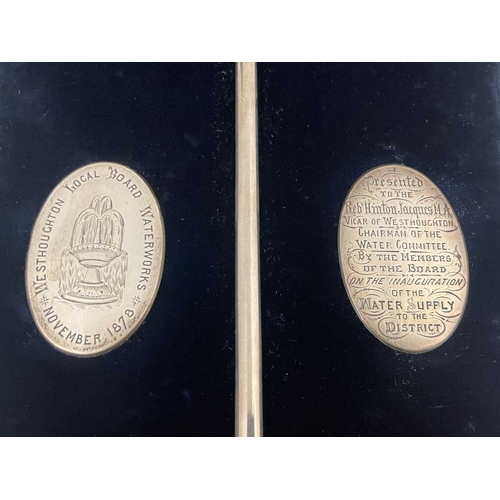 WESTHOUGHTON LOCAL BOARD WATERWORKS
NOVEMBER 1878
Presented
TO THE
Revd Kinton Jacques M.A.
VICAR OF WESTHOUGHTON
CHAIRMAN OF THE
WATER COMMITTEE.
BY THE MEMBERS
OF THE BOARD
ON THE INAUGURATION
OF THE
WATER SUPPLY
TO THE
DISTRICT